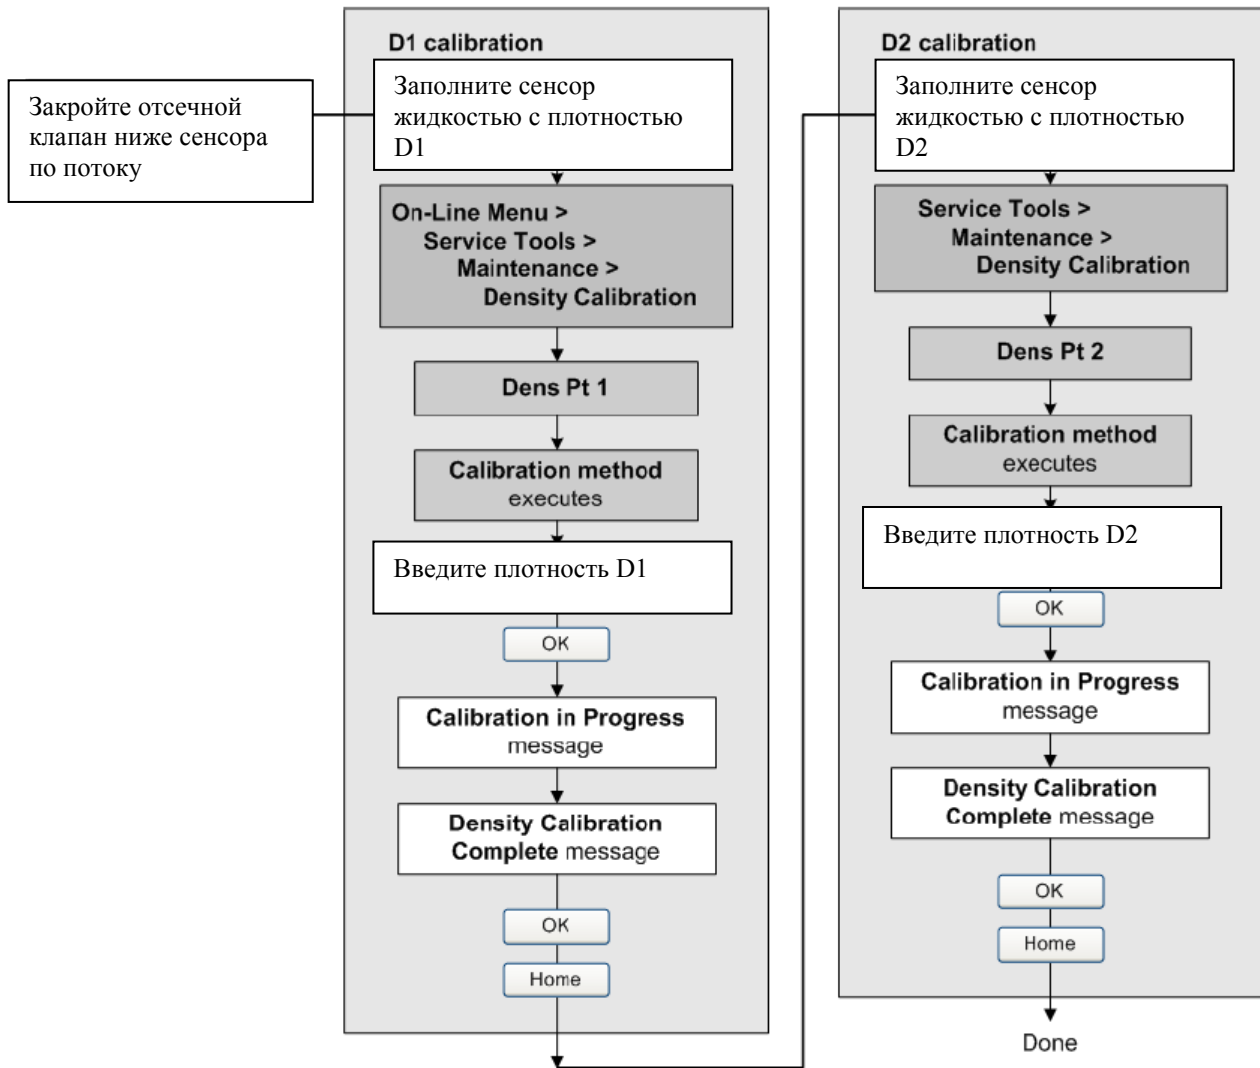 Закройте отсечной
клапан ниже сенсора
по потоку
D1 calibration
Заполните сенсор
жидкостью с плотностью
D1
On-Line Menu >
Service Tools >
Maintenance >
Density Calibration
Dens Pt 1
Calibration method
executes
Введите плотность D1
OK
Calibration in Progress
message
Density Calibration
Complete message
OK
Home
D2 calibration
Заполните сенсор
жидкостью с плотностью
D2
Service Tools >
Maintenance >
Density Calibration
Dens Pt 2
Calibration method
executes
Введите плотность D2
OK
Calibration in Progress
message
Density Calibration
Complete message
OK
Home
Done